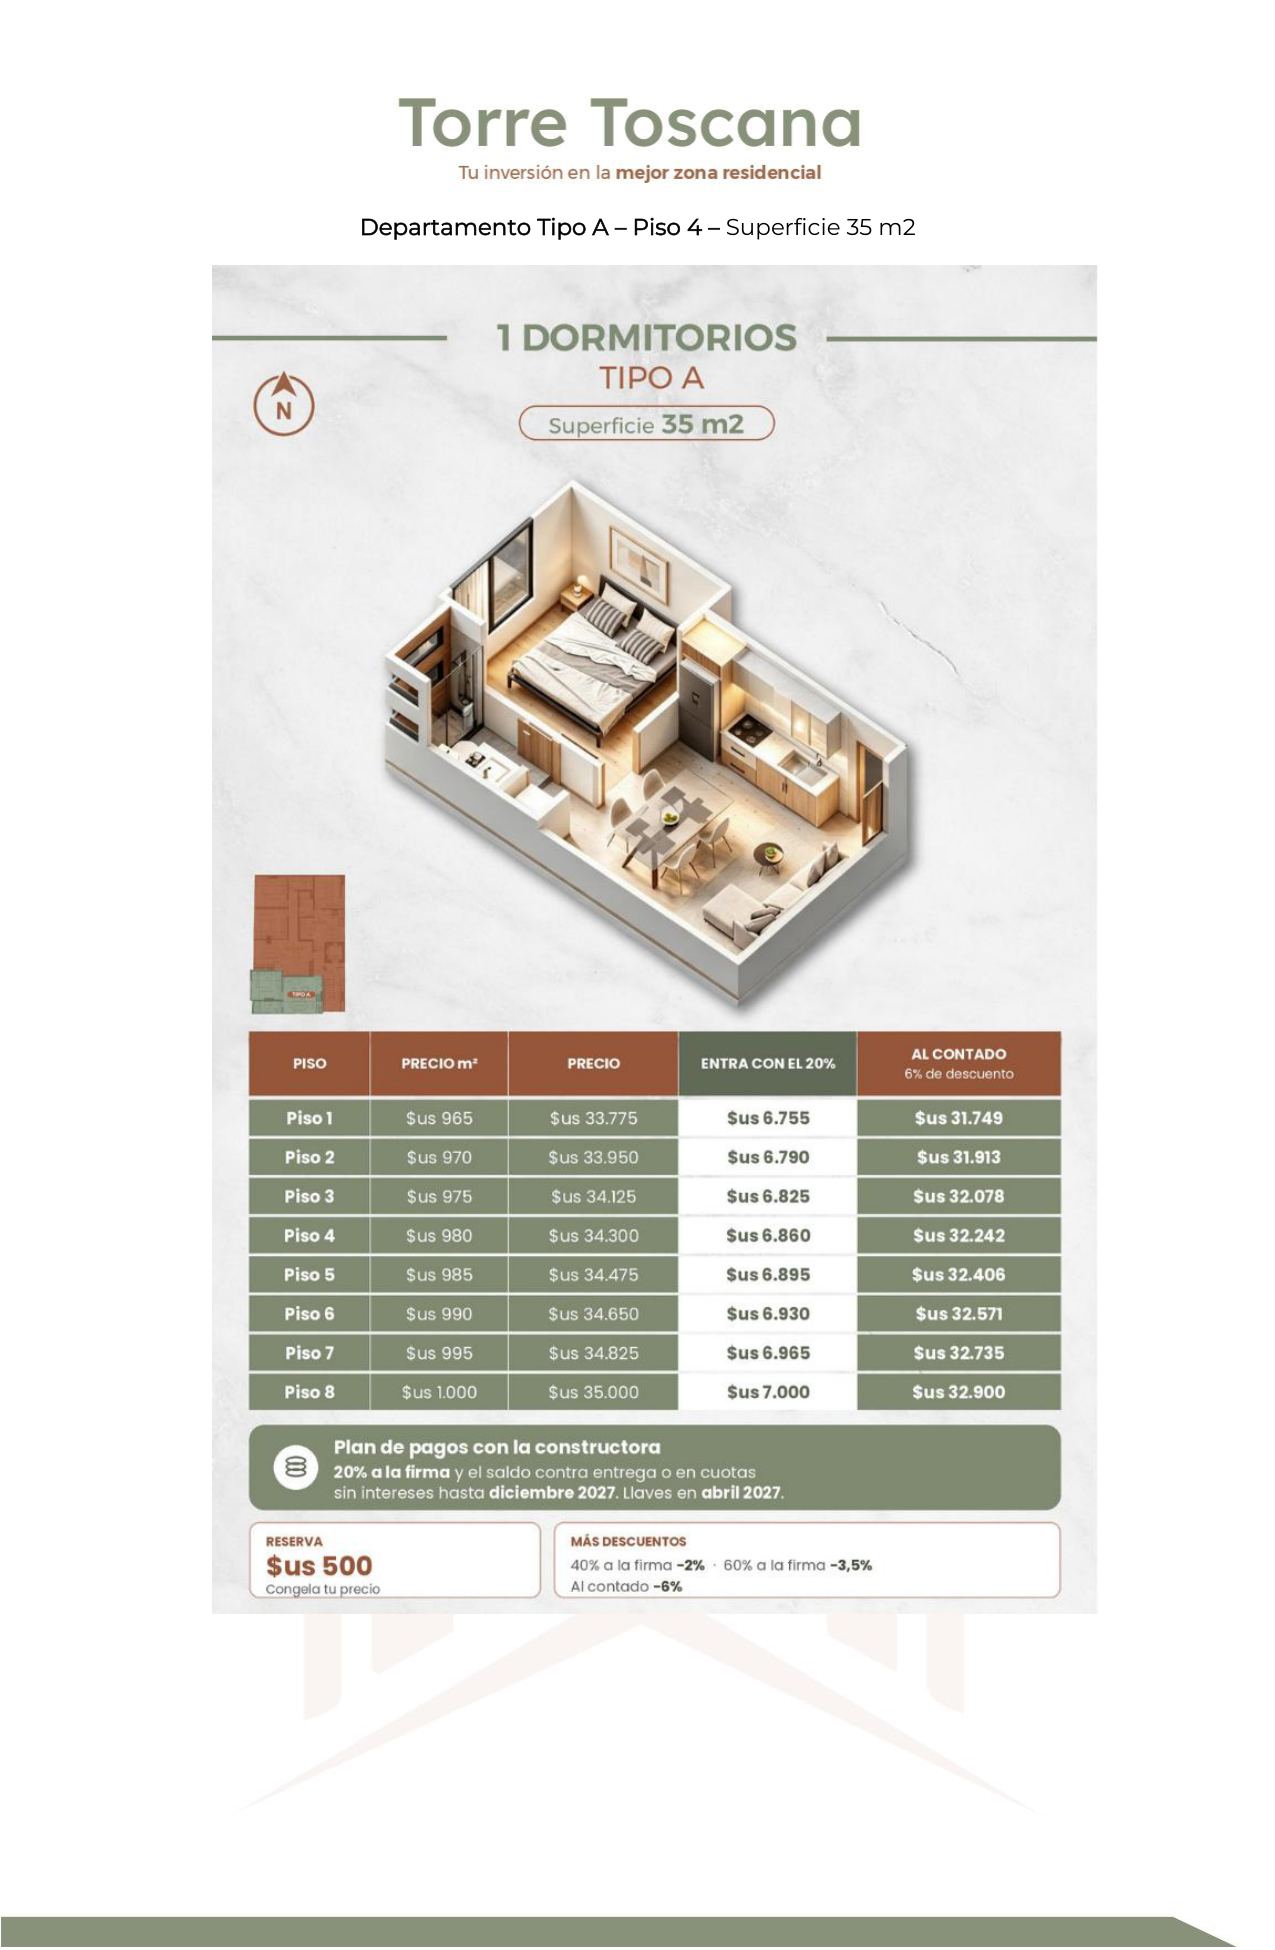 Torre Toscana
Tu inversión en la mejor zona residencial
Departamento Tipo A – Piso 4 – Superficie 35 m2
1 DORMITORIOS
TIPO A
Superficie 35 m2
N
TIPO A
PISO PRECIO m² PRECIO ENTRA CON EL 20% AL CONTADO 6% de descuento
Piso 1 $us 965 $us 33.775 $us 6.755 $us 31.749
Piso 2 $us 970 $us 33.950 $us 6.790 $us 31.913
Piso 3 $us 975 $us 34.125 $us 6.825 $us 32.078
Piso 4 $us 980 $us 34.300 $us 6.860 $us 32.242
Piso 5 $us 985 $us 34.475 $us 6.895 $us 32.406
Piso 6 $us 990 $us 34.650 $us 6.930 $us 32.571
Piso 7 $us 995 $us 34.825 $us 6.965 $us 32.735
Piso 8 $us 1.000 $us 35.000 $us 7.000 $us 32.900
Plan de pagos con la constructora
20% a la firma y el saldo contra entrega o en cuotas
sin intereses hasta diciembre 2027. Llaves en abril 2027.
RESERVA
$us 500
Congela tu precio
MÁS DESCUENTOS
40% a la firma -2% · 60% a la firma -3,5%
Al contado -6%